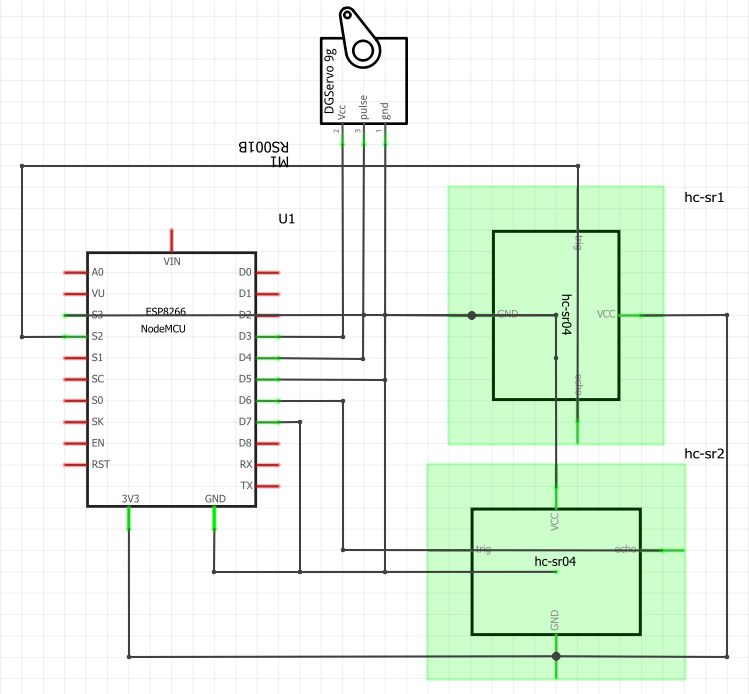 DGServo 9g
Vcc
pulse
gnd
2
3
1
RS001B
M1
U1
hc-sr1
VIN
trig
A0
D0
VU
D1
S3
ESP8266
D2
GND
hc-sr04
VCC
S2
NodeMCU
D3
S1
D4
SC
D5
echo
S0
D6
SK
D7
EN
D8
hc-sr2
RST
RX
TX
3V3
GND
VCC
trig
echo
hc-sr04
GND